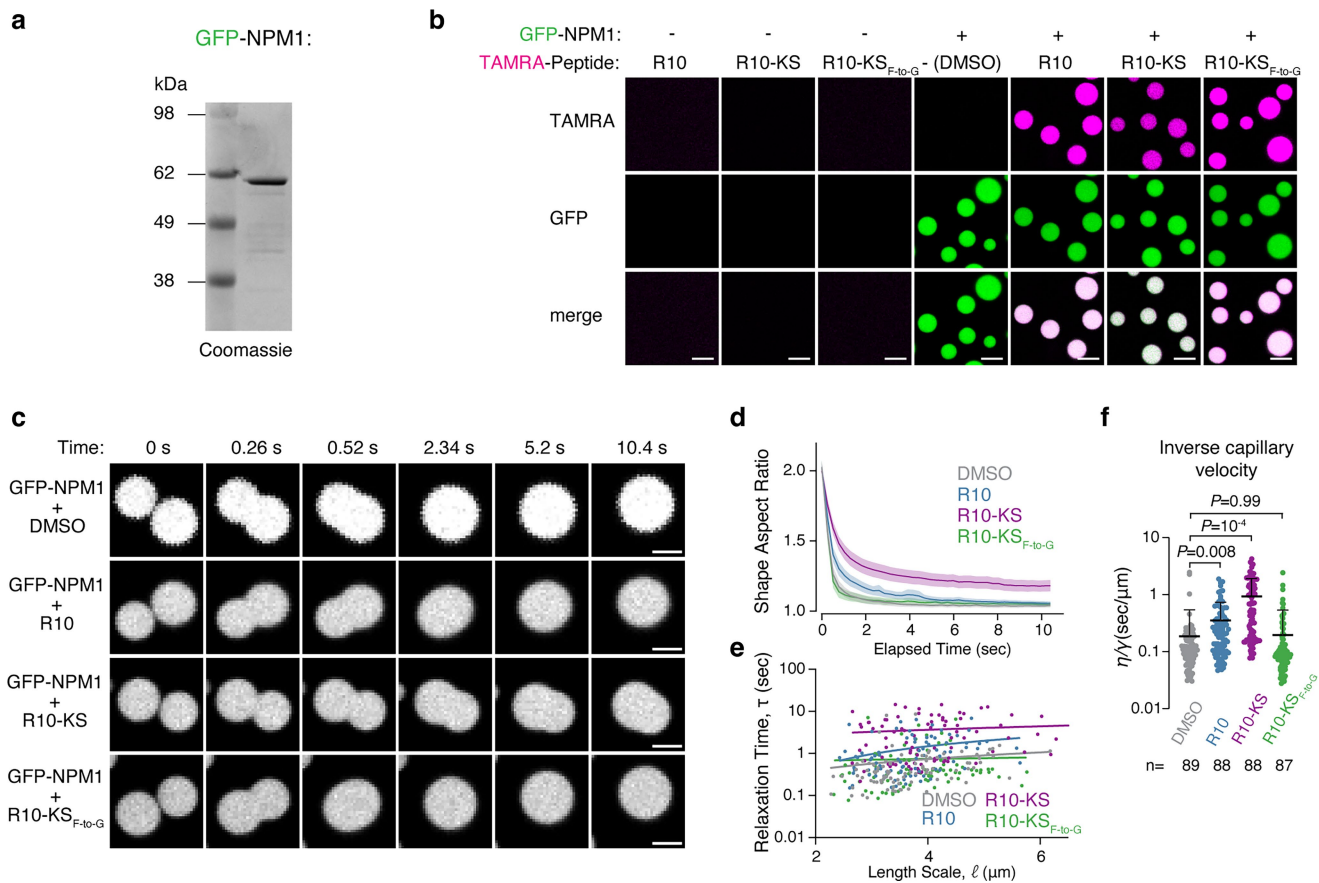 a
GFP-NPM1:
kDa
98
62
49
38
Coomassie
b
GFP-NPM1: - - - + + + +
TAMRA-Peptide: R10 R10-KS R10-KSF-to-G - (DMSO) R10 R10-KS R10-KSF-to-G
TAMRA
GFP
merge
c
Time: 0 s 0.26 s 0.52 s 2.34 s 5.2 s 10.4 s
GFP-NPM1
+
DMSO
GFP-NPM1
+
R10
GFP-NPM1
+
R10-KS
GFP-NPM1
+
R10-KSF-to-G
d
Shape Aspect Ratio
2.0
1.5
1.0
DMSO
R10
R10-KS
R10-KSF-to-G
0 2 4 6 8 10
Elapsed Time (sec)
e
Relaxation Time, τ (sec)
100
10
1
0.1
0.01
DMSO R10-KS
R10 R10-KSF-to-G
2 4 6
Length Scale, ℓ (μm)
f
Inverse capillary
velocity
P=0.99
P=10-4
P=0.008
η/γ(sec/μm)
10
1
0.1
0.01
DMSO R10 R10-KS R10-KSF-to-G
n= 89 88 88 87